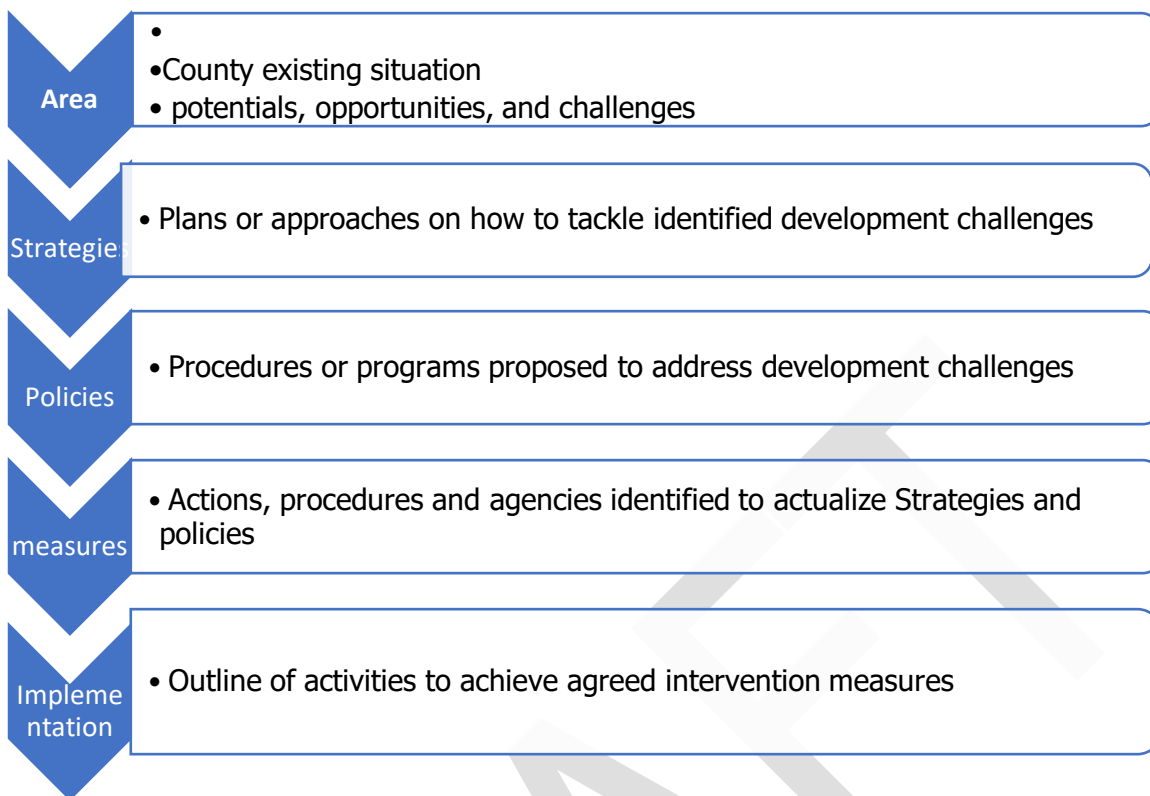 Area
•
•County existing situation
• potentials, opportunities, and challenges
Strategies
• Plans or approaches on how to tackle identified development challenges
Policies
• Procedures or programs proposed to address development challenges
measures
• Actions, procedures and agencies identified to actualize Strategies and
policies
Impleme
ntation
• Outline of activities to achieve agreed intervention measures